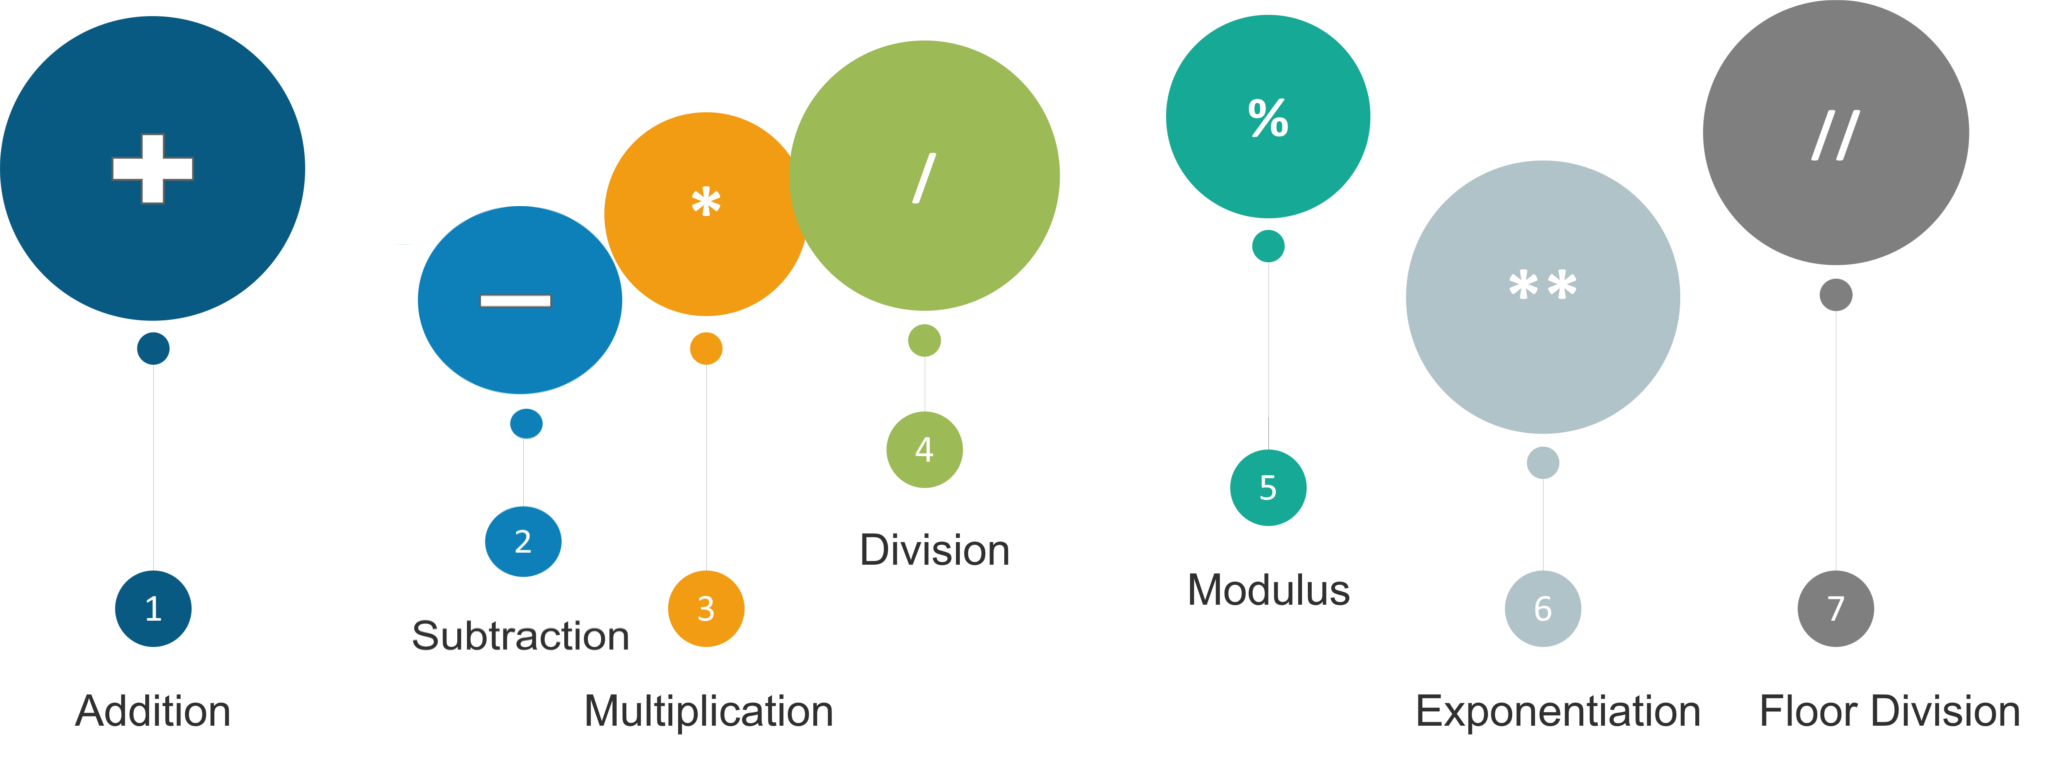 +
1
Addition
−
2
Subtraction
*
3
Multiplication
/
4
Division
%
5
Modulus
**
6
Exponentiation
//
7
Floor Division